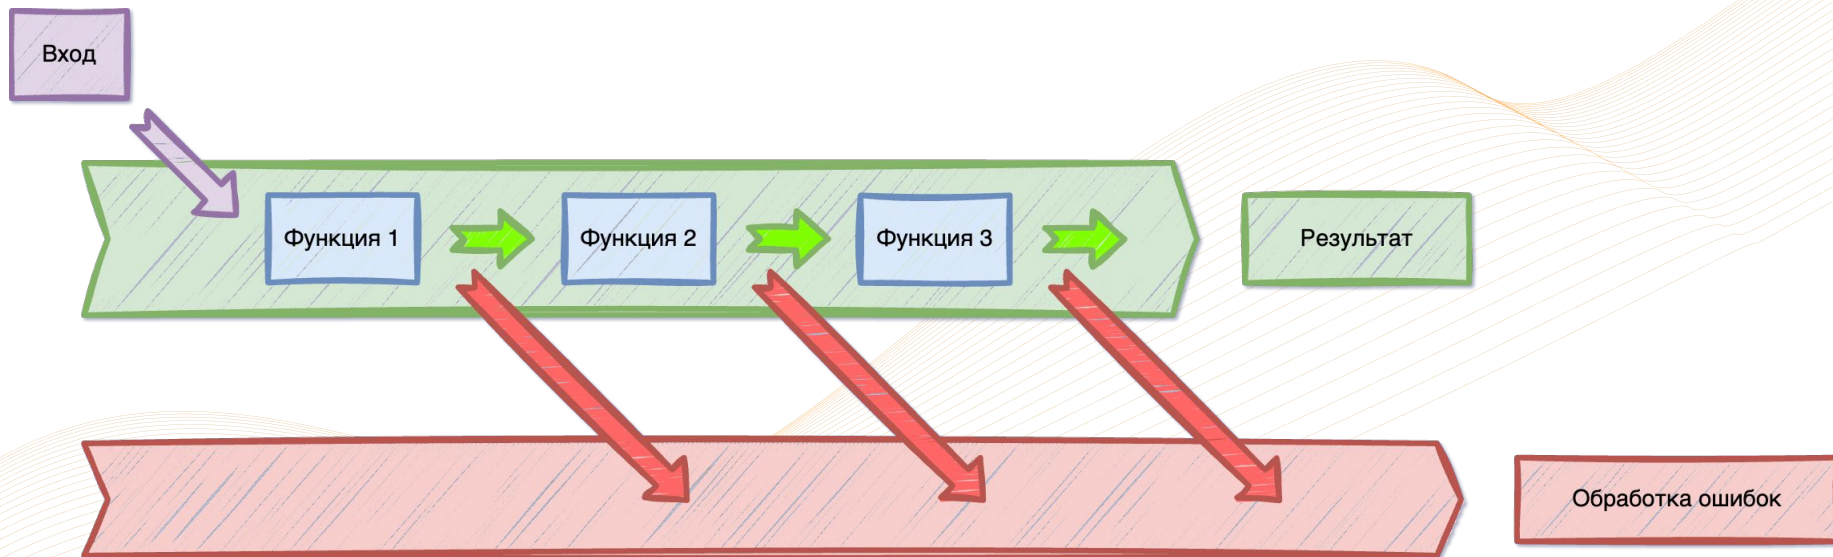 Вход
Функция 1
Функция 2
Функция 3
Результат
Обработка ошибок